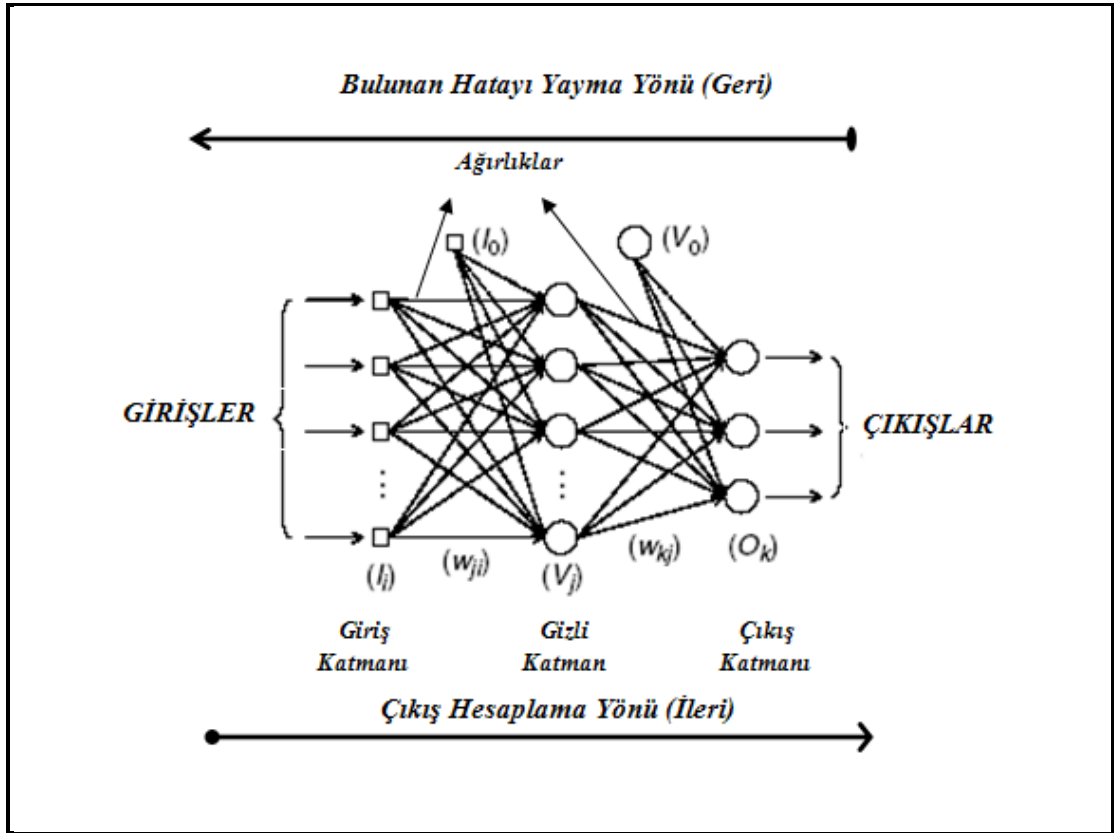 Bulunan Hatayı Yayma Yönü (Geri)
Ağırlıklar
(I0)
(V0)
GİRİŞLER
ÇIKIŞLAR
(Ii)
(wji)
(Vj)
(wkj)
(Ok)
Giriş
Katmanı
Gizli
Katman
Çıkış
Katmanı
Çıkış Hesaplama Yönü (İleri)